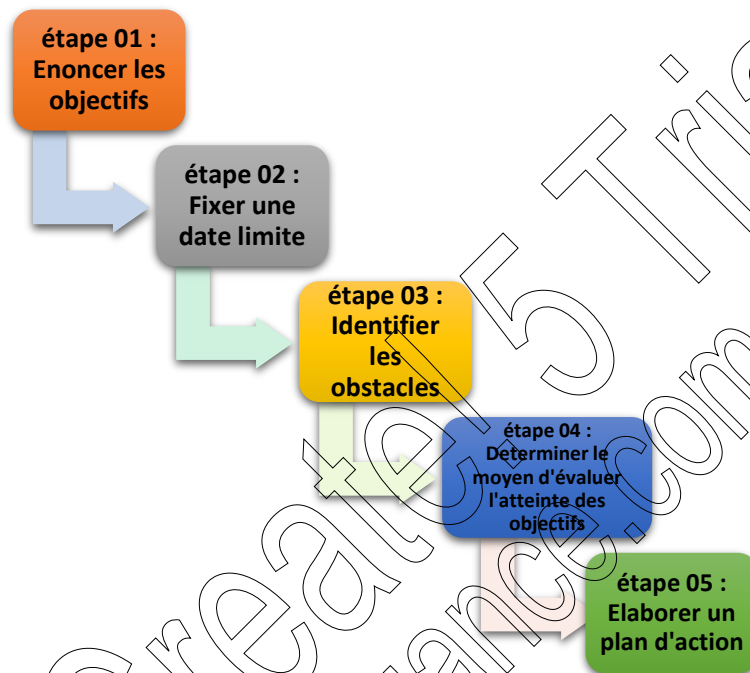 étape 01 :
Enoncer les
objectifs
étape 02 :
Fixer une
date limite
étape 03 :
Identifier
les
obstacles
étape 04 :
Determiner le
moyen d'évaluer
l'atteinte des
objectifs
étape 05 :
Elaborer un
plan d'action